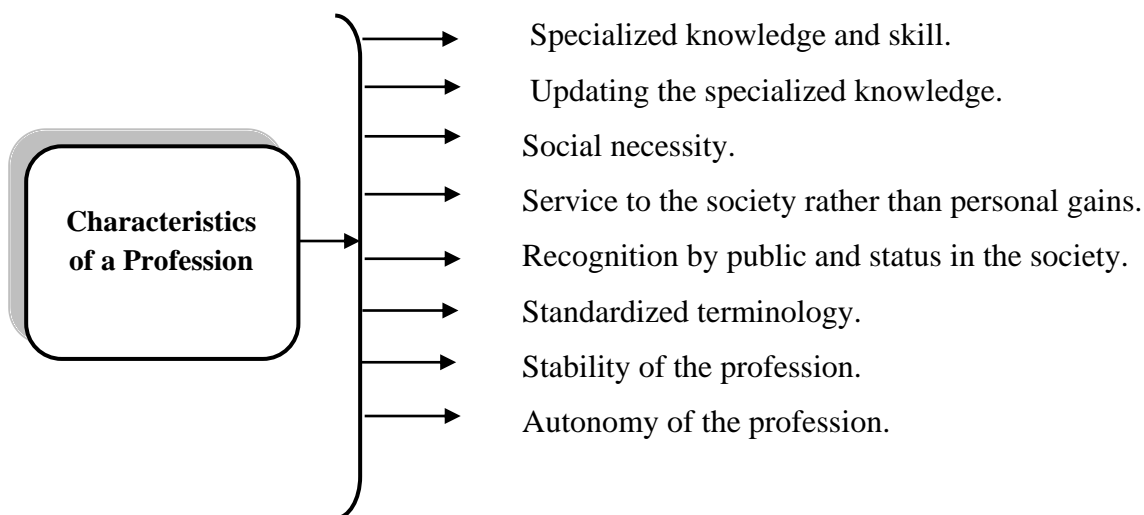 Specialized knowledge and skill.
Updating the specialized knowledge.
Social necessity.
Service to the society rather than personal gains.
Characteristics
of a Profession
Recognition by public and status in the society.
Standardized terminology.
Stability of the profession.
Autonomy of the profession.